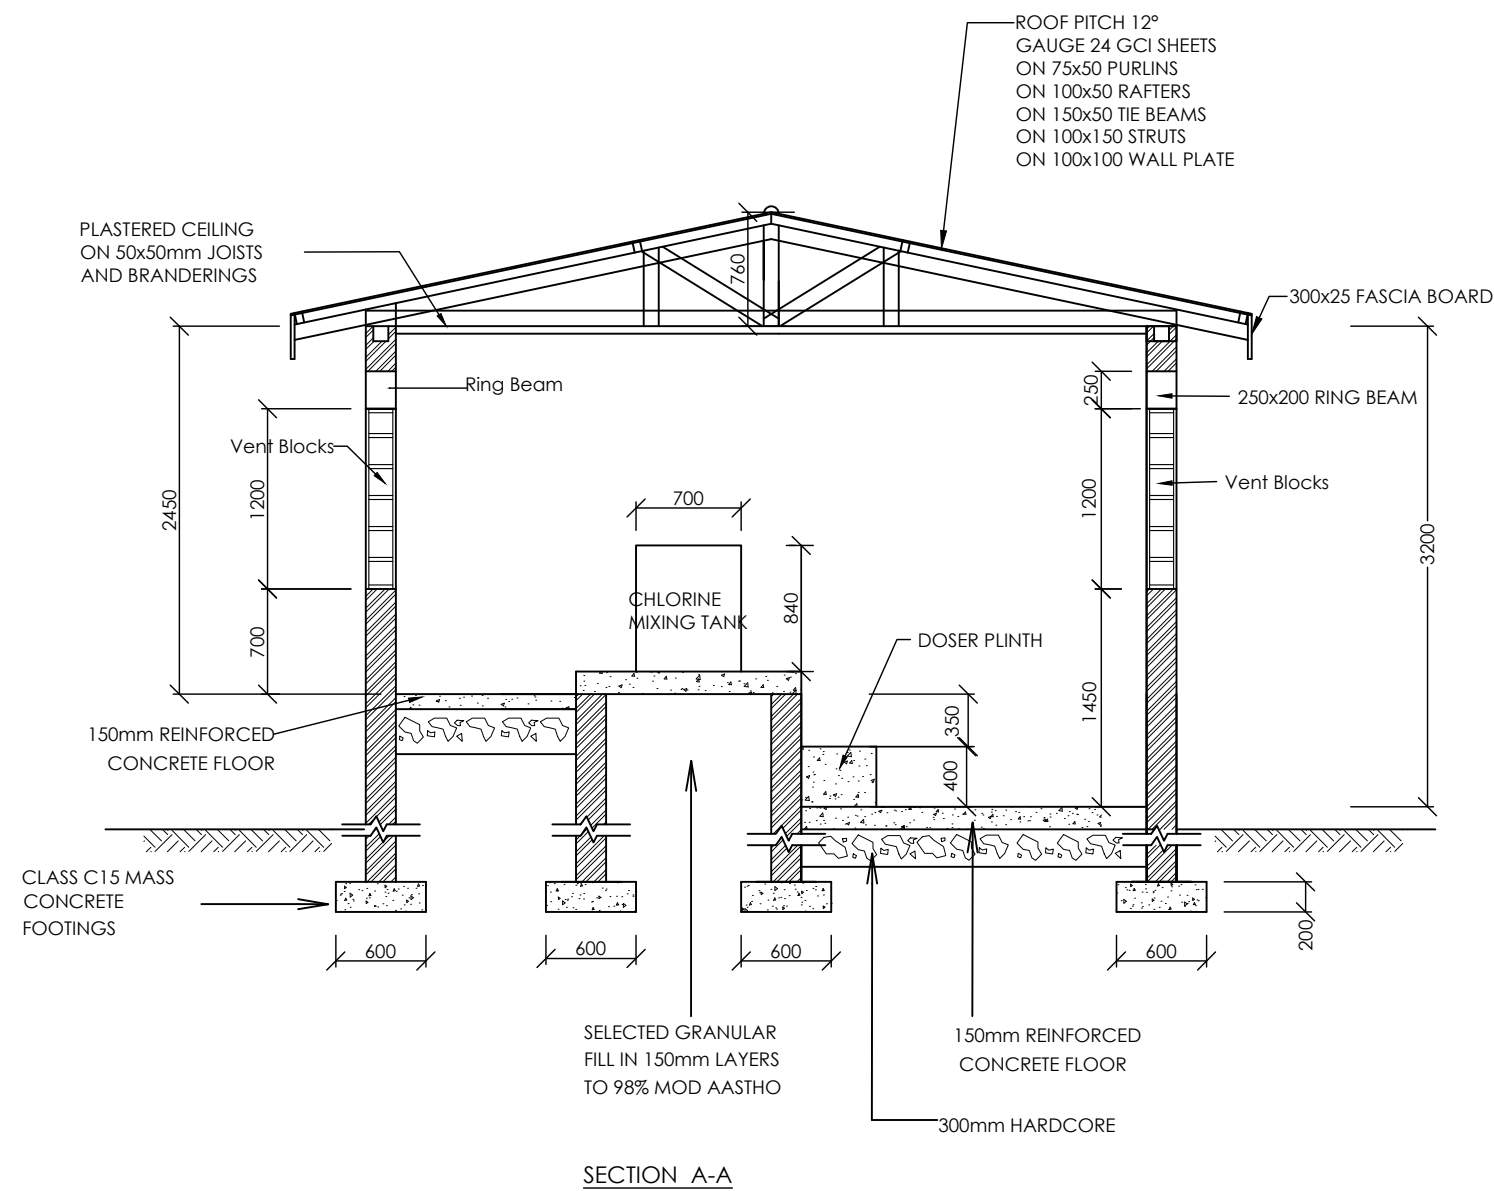 ROOF PITCH 12°
GAUGE 24 GCI SHEETS
ON 75x50 PURLINS
ON 100x50 RAFTERS
ON 150x50 TIE BEAMS
ON 100x150 STRUTS
ON 100x100 WALL PLATE
PLASTERED CEILING
ON 50x50mm JOISTS
AND BRANDERINGS
760
300x25 FASCIA BOARD
Ring Beam
250
250x200 RING BEAM
Vent Blocks
Vent Blocks
2450
1200
700
1200
3200
700
CHLORINE
MIXING TANK
840
DOSER PLINTH
1450
350
400
150mm REINFORCED
CONCRETE FLOOR
CLASS C15 MASS
CONCRETE
FOOTINGS
200
600
600
600
600
SELECTED GRANULAR
FILL IN 150mm LAYERS
TO 98% MOD AASTHO
150mm REINFORCED
CONCRETE FLOOR
300mm HARDCORE
SECTION A-A